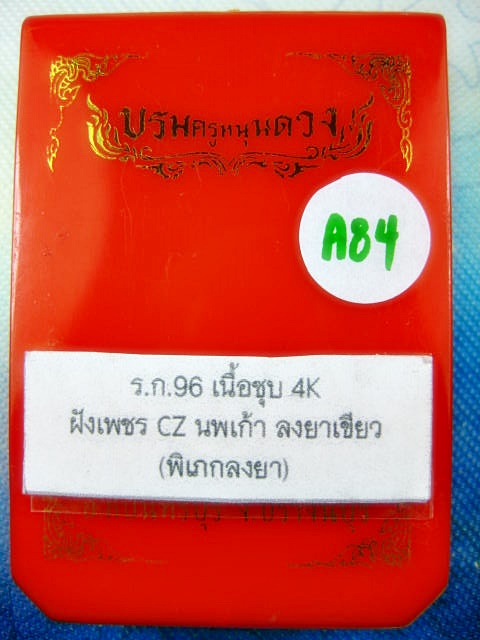 บรมครูหนุนดวง
A84
ร.ก.96 เนื้อชุบ 4K
ฝังเพชร CZ นพเก้า ลงยาเขียว
(พิเภกลงยา)